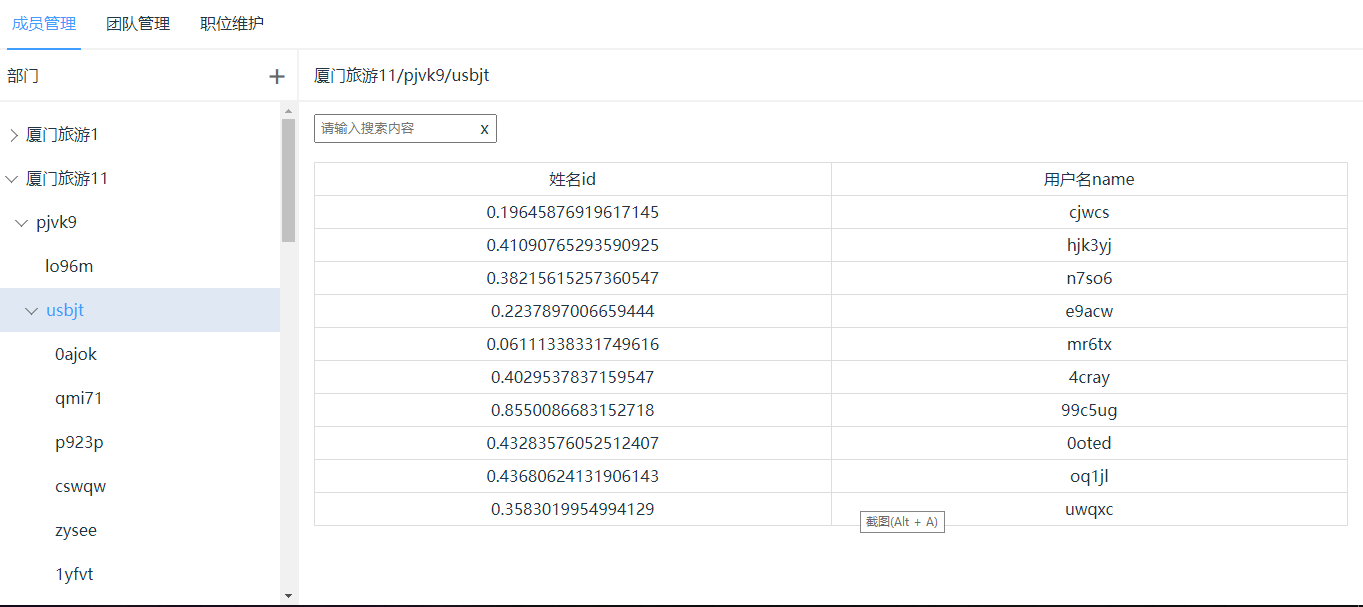 成员管理 团队管理 职位维护
部门 +
厦门旅游11/pjvk9/usbjt
厦门旅游1
厦门旅游11
pjvk9
lo96m
usbjt
0ajok
qmi71
p923p
cswqw
zysee
1yfvt
请输入搜索内容 x
姓名id 用户名name
0.19645876919617145 cjwcs
0.41090765293590925 hjk3yj
0.38215615257360547 n7so6
0.2237897006659444 e9acw
0.06111338331749616 mr6tx
0.4029537837159547 4cray
0.8550086683152718 99c5ug
0.43283576052512407 0oted
0.43680624131906143 oq1jl
0.3583019954994129 uwqxc
截图(Alt + A)